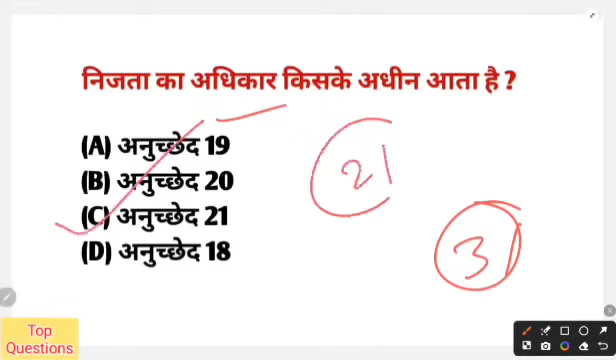 निजता का अधिकार किसके अधीन आता है ?
(A) अनुच्छेद 19
(B) अनुच्छेद 20
(C) अनुच्छेद 21
(D) अनुच्छेद 18
21
31
Top
Questions